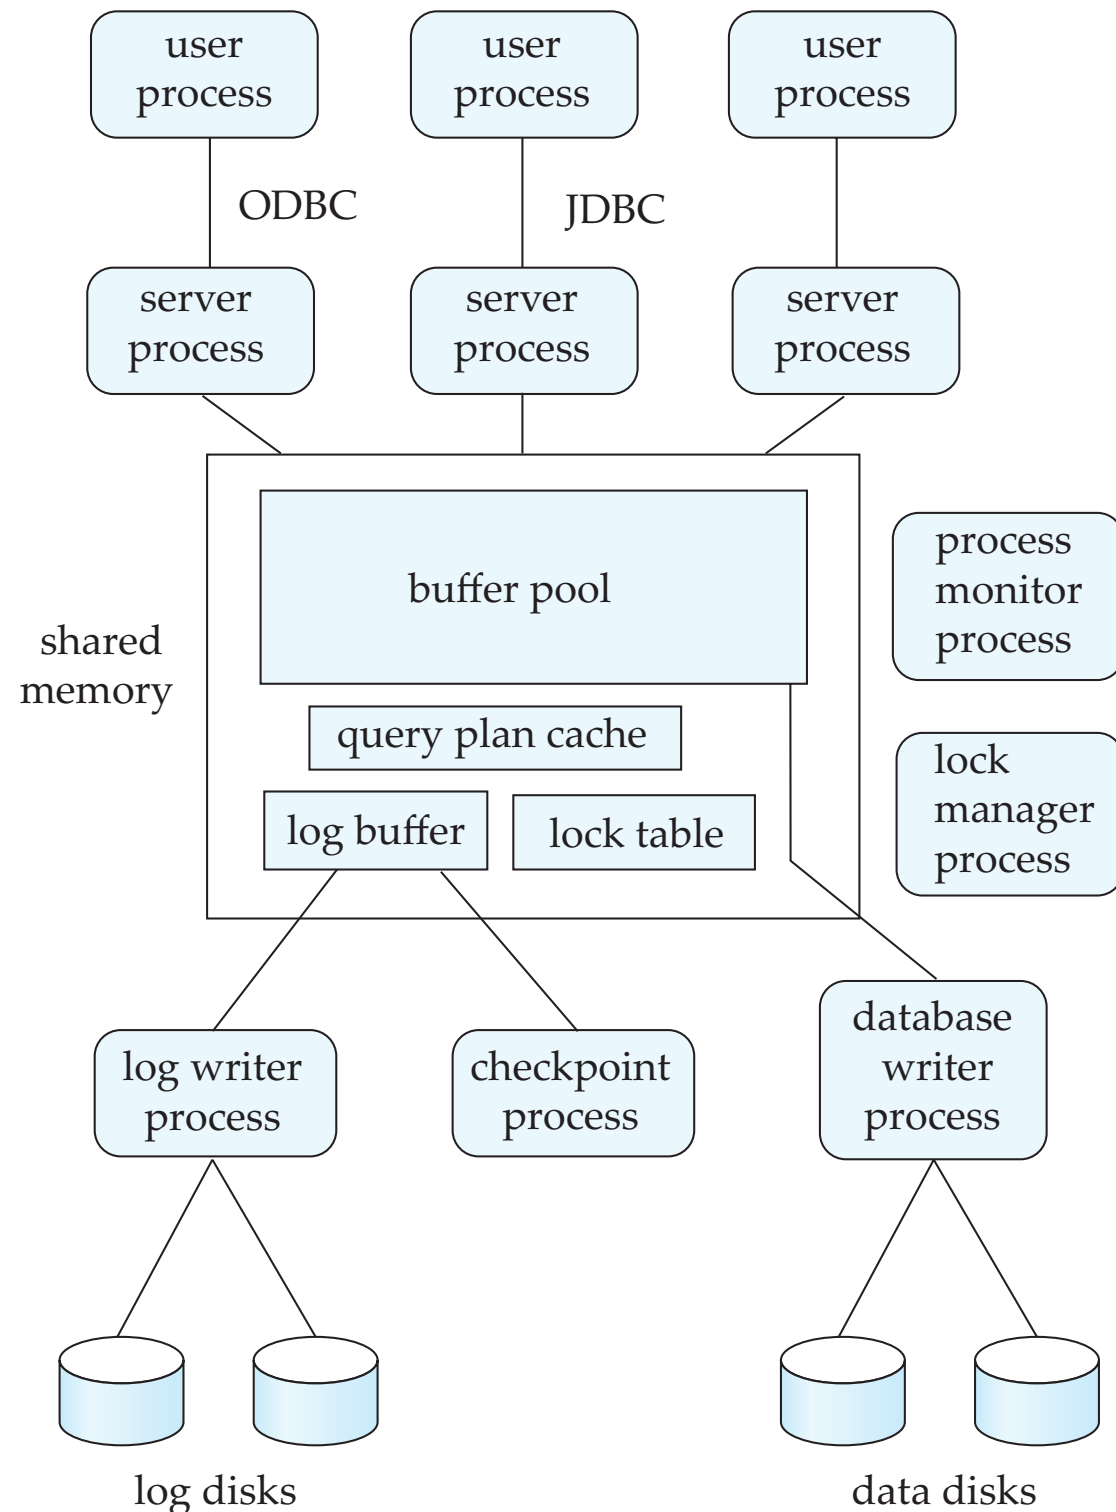 user
process
user
process
user
process
ODBC
JDBC
server
process
server
process
server
process
shared
memory
buffer pool
query plan cache
log buffer
lock table
process
monitor
process
lock
manager
process
log writer
process
checkpoint
process
database
writer
process
log disks
data disks